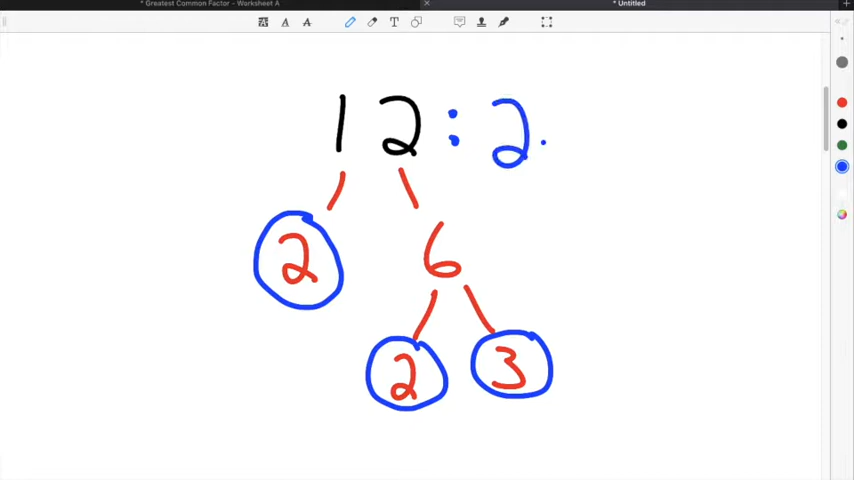 * Greatest Common Factor - Worksheet A
* Untitled
12 : 2 ·
2 6
2 3